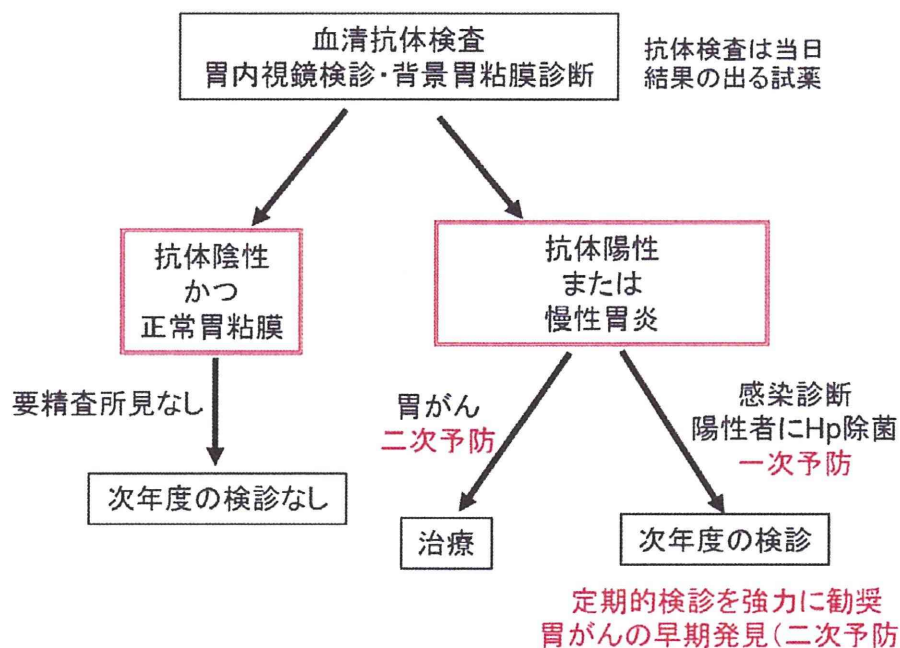 血清抗体検査
胃内視鏡検診・背景胃粘膜診断
抗体検査は当日
結果の出る試薬
抗体陰性
かつ
正常胃粘膜
抗体陽性
または
慢性胃炎
要精査所見なし
胃がん
二次予防
感染診断
陽性者にHp除菌
一次予防
次年度の検診なし
治療
次年度の検診
定期的検診を強力に勧奨
胃がんの早期発見(二次予防